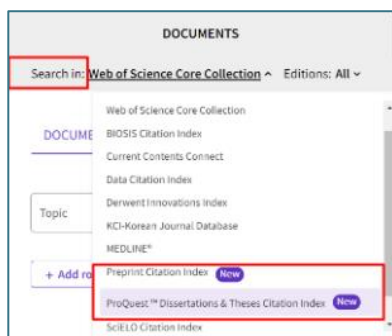 DOCUMENTS
Search in: Web of Science Core Collection Editions: All
Web of Science Core Collection
DOCUME
BIOSIS Citation Index
Current Contents Connect
Data Citation Index
Derwent Innovations Index
Topic
KCI-Korean Journal Database
MEDLINE®
+ Add ro
Preprint Citation Index New
ProQuest™ Dissertations & Theses Citation Index New
SciELO Citation Index